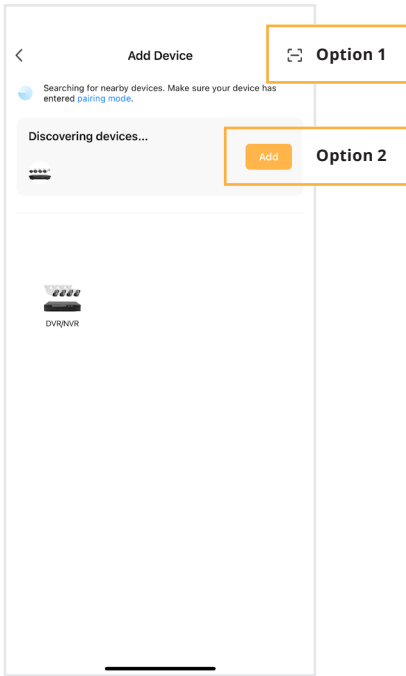 Add Device
Option 1
Searching for nearby devices. Make sure your device has
entered pairing mode.
Discovering devices...
Add
Option 2
DVR/NVR